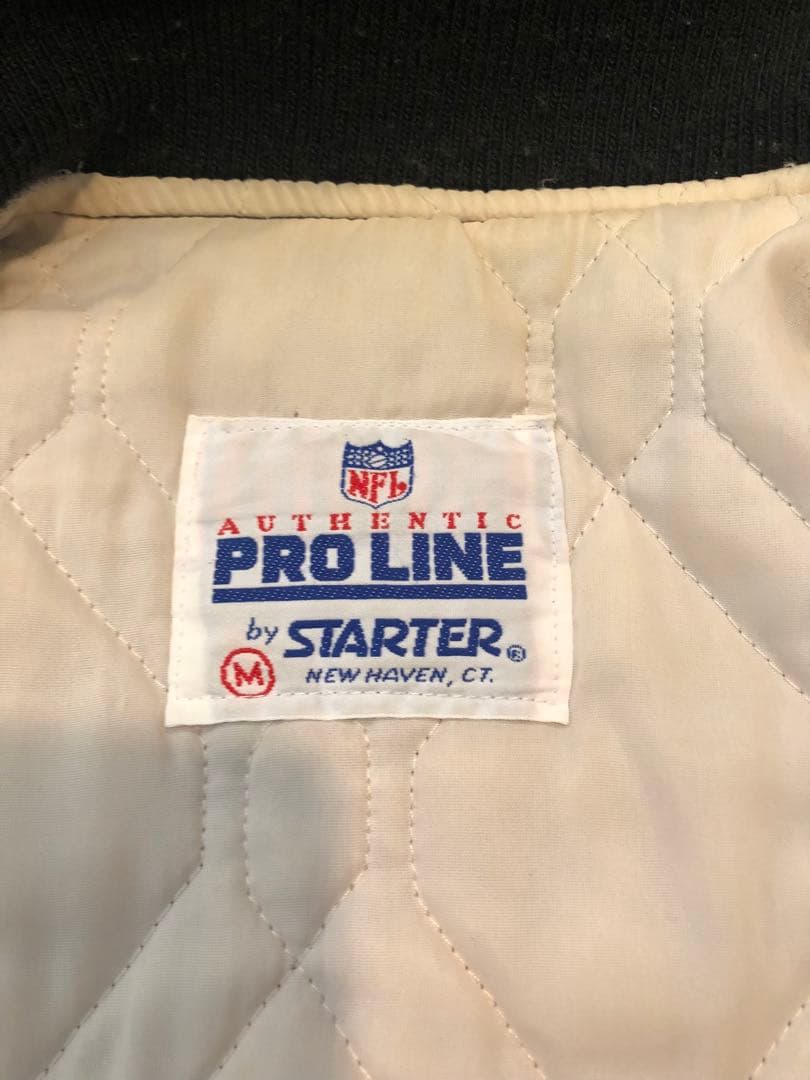 NFL
AUTHENTIC
PRO LINE
by STARTER®
M
NEW HAVEN, CT.